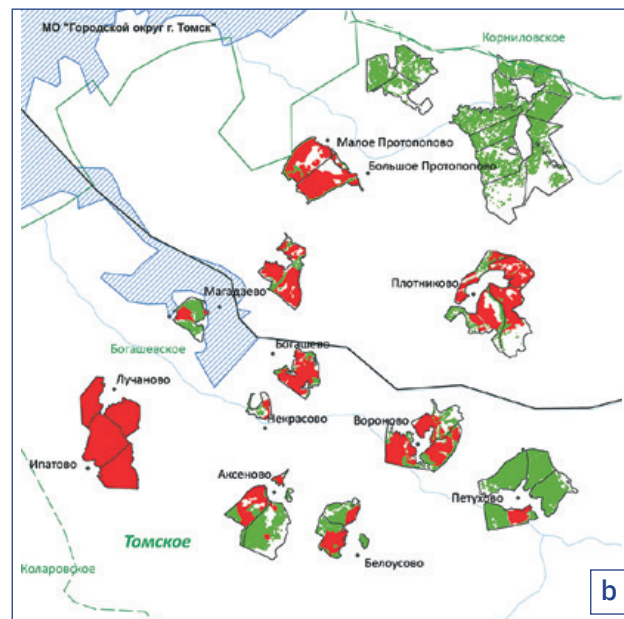 МО "Городской округ г. Томск"
Корниловское
Малое Протопопово
Большое Протопопово
Плотниково
Магадаево
Богашевское
Богашево
Лучаново
Некрасово
Вороново
Ипатово
Аксеново
Петухово
Томское
Белоусово
Коларовское
b